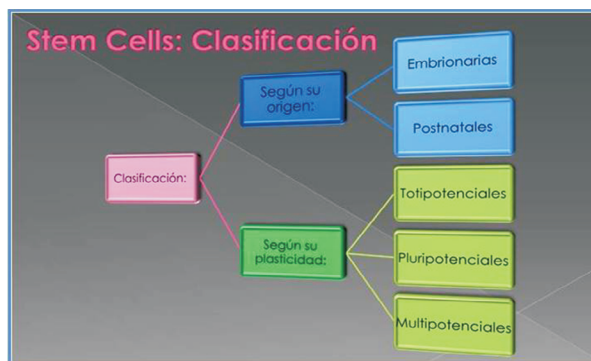 Stem Cells: Clasificación
Clasificación:
Según su
origen:
Embrionarias
Postnatales
Según su
plasticidad:
Totipotenciales
Pluripotenciales
Multipotenciales